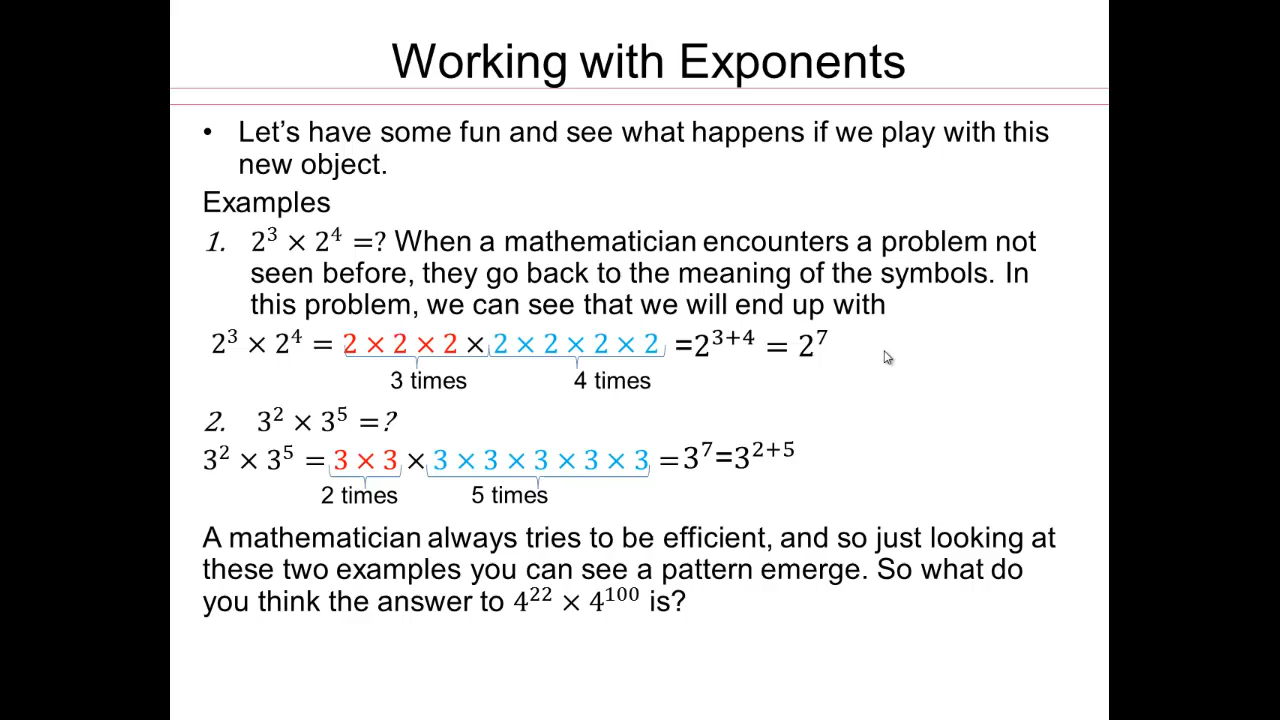 Working with Exponents
• Let's have some fun and see what happens if we play with this
new object.
Examples
1. 2³ × 2⁴ =? When a mathematician encounters a problem not
seen before, they go back to the meaning of the symbols. In
this problem, we can see that we will end up with
2³ × 2⁴ = 2 × 2 × 2 × 2 × 2 × 2 × 2 =2³⁺⁴ = 2⁷
3 times 4 times
2. 3² × 3⁵ =?
3² × 3⁵ = 3 × 3 × 3 × 3 × 3 × 3 × 3 = 3⁷=3²⁺⁵
2 times 5 times
A mathematician always tries to be efficient, and so just looking at
these two examples you can see a pattern emerge. So what do
you think the answer to 4²² × 4¹⁰⁰ is?